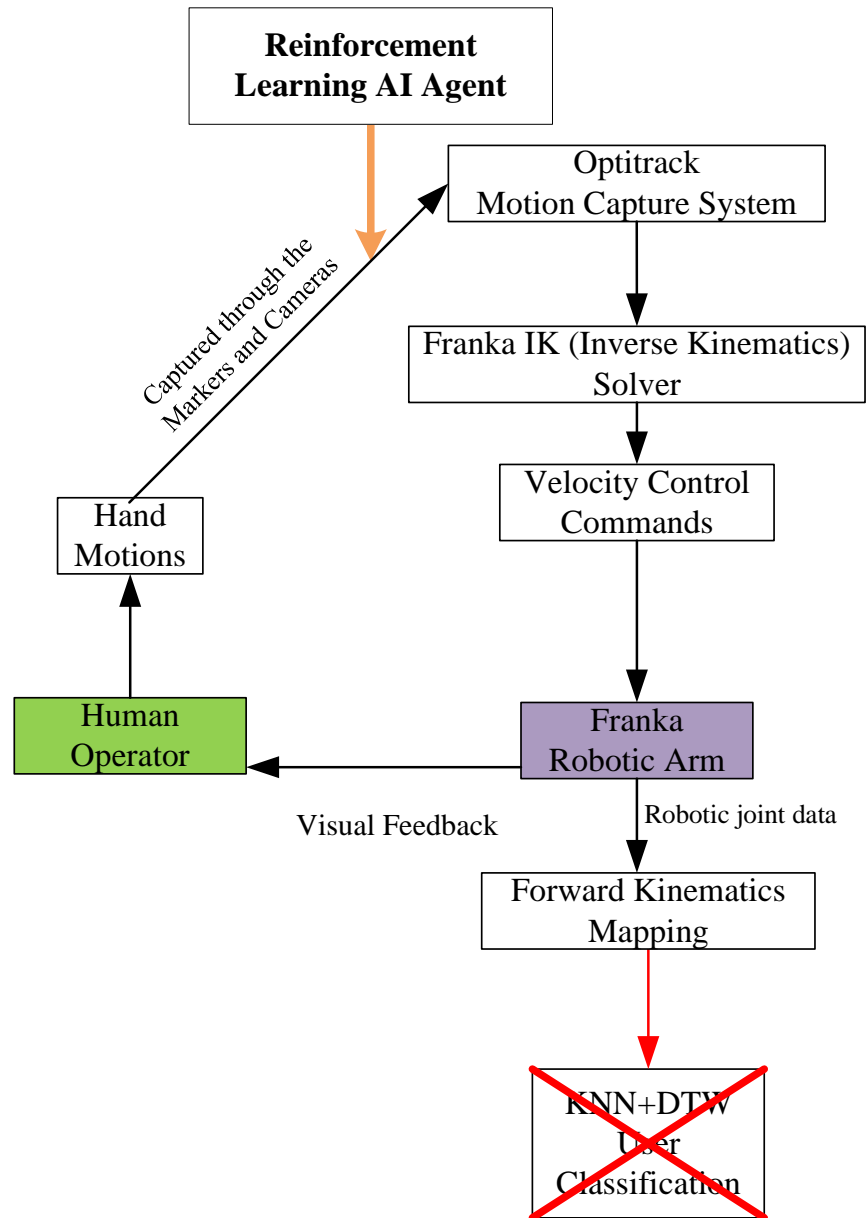 Reinforcement
Learning AI Agent
Optitrack
Motion Capture System
Captured through the
Markers and Cameras
Franka IK (Inverse Kinematics)
Solver
Velocity Control
Commands
Hand
Motions
Human
Operator
Franka
Robotic Arm
Visual Feedback
Robotic joint data
Forward Kinematics
Mapping
KNN+DTW
User
Classification